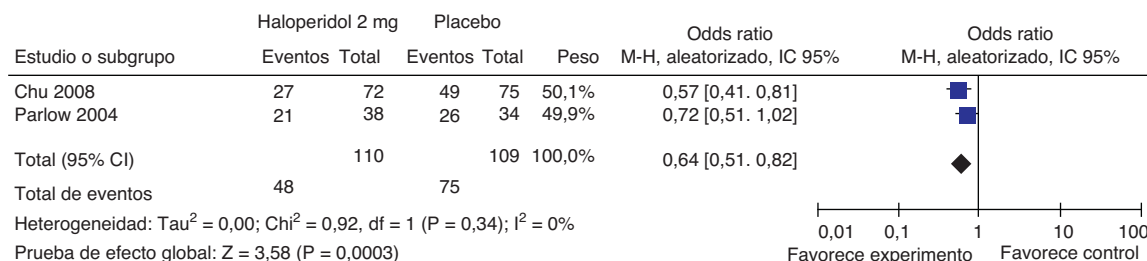 Haloperidol 2 mg Placebo Odds ratio Odds ratio
Estudio o subgrupo Eventos Total Eventos Total Peso M-H, aleatorizado, IC 95% M-H, aleatorizado, IC 95%
Chu 2008 27 72 49 75 50,1% 0,57 [0,41. 0,81]
Parlow 2004 21 38 26 34 49,9% 0,72 [0,51. 1,02]
Total (95% CI) 110 109 100,0% 0,64 [0,51. 0,82]
Total de eventos 48 75
Heterogeneidad: Tau² = 0,00; Chi² = 0,92, df = 1 (P = 0,34); I² = 0%
Prueba de efecto global: Z = 3,58 (P = 0,0003)
0,01 0,1 1 10 100
Favorece experimento Favorece control